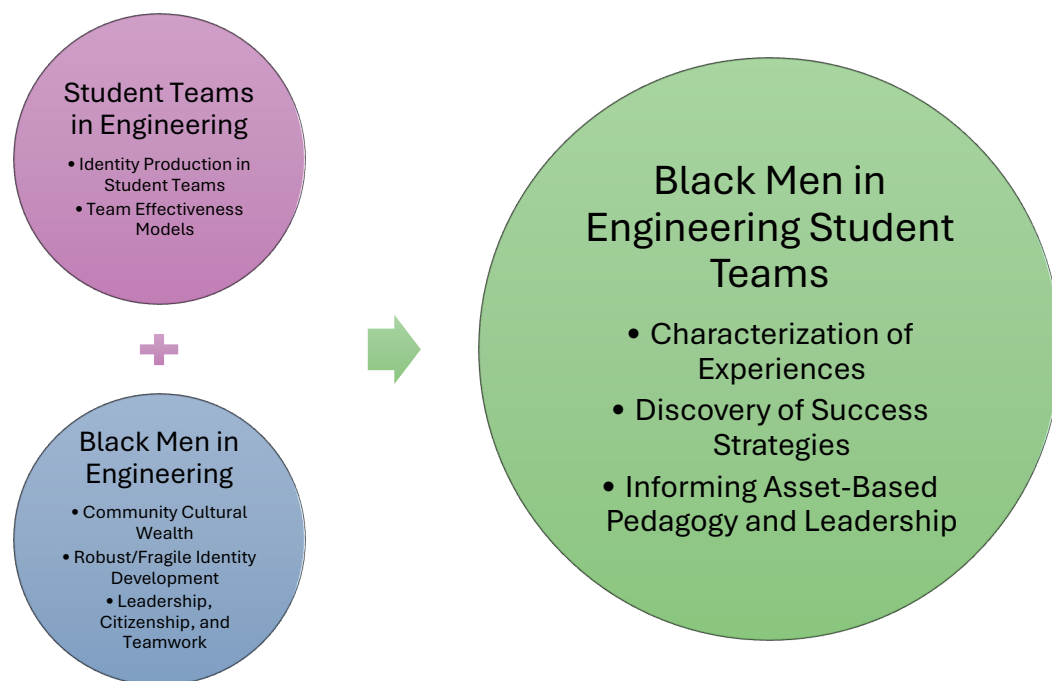 Student Teams
in Engineering
• Identity Production in
Student Teams
• Team Effectiveness
Models
Black Men in
Engineering
• Community Cultural
Wealth
• Robust/Fragile Identity
Development
• Leadership,
Citizenship, and
Teamwork
Black Men in
Engineering Student
Teams
• Characterization of
Experiences
• Discovery of Success
Strategies
• Informing Asset-Based
Pedagogy and Leadership